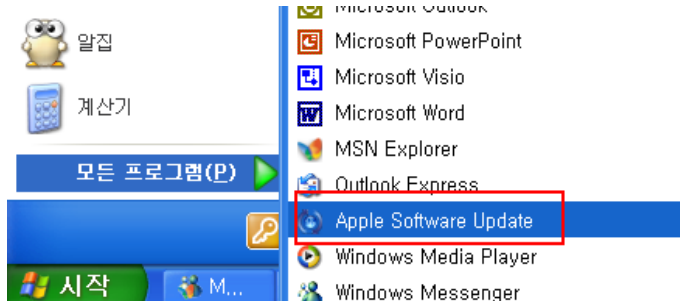 알집
계산기
모든 프로그램(P)
시작
M...
Microsoft Outlook
Microsoft PowerPoint
Microsoft Visio
Microsoft Word
MSN Explorer
Outlook Express
Apple Software Update
Windows Media Player
Windows Messenger